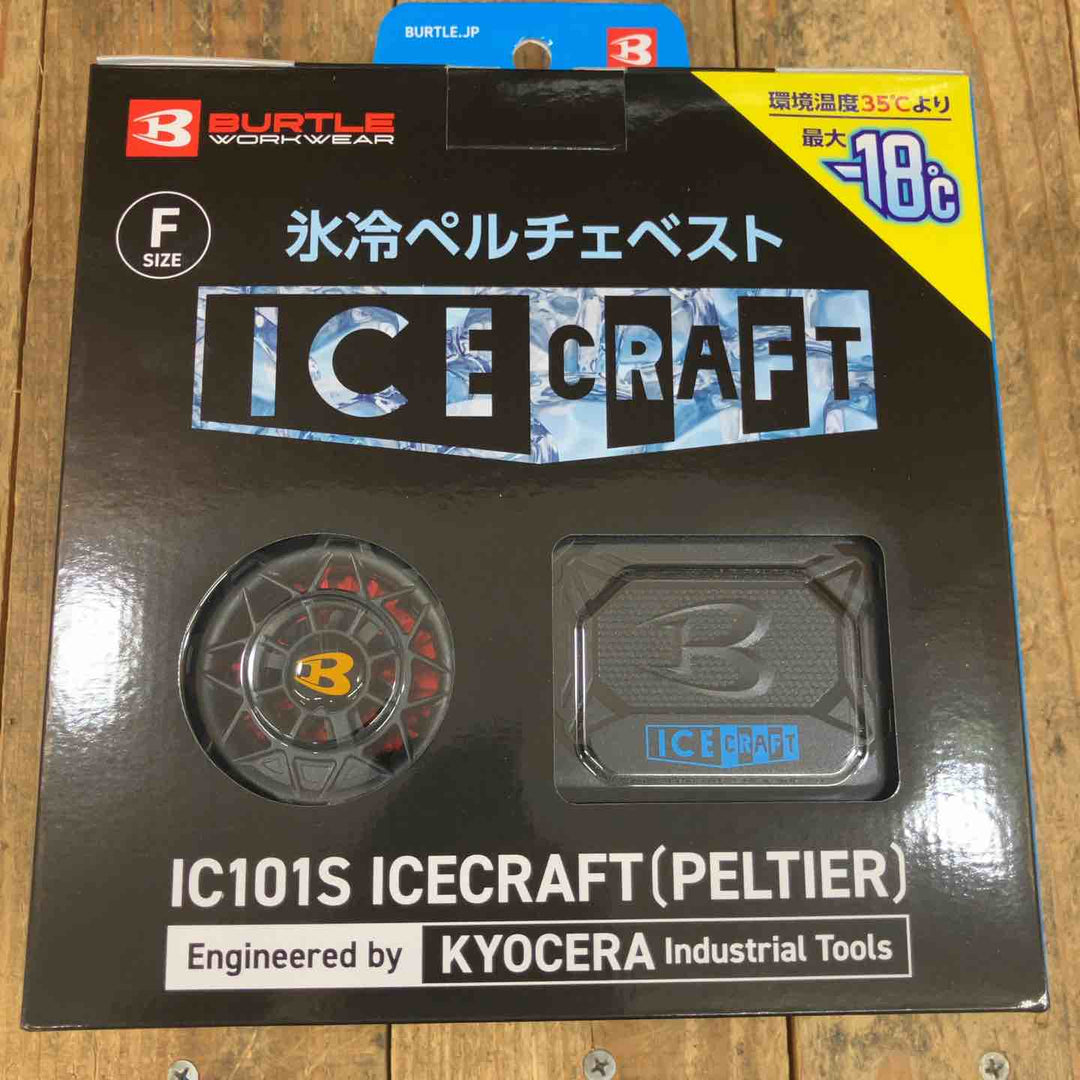 BURTLE.JP
B
B BURTLE
WORKWEAR
環境温度35℃より
最大
-18℃
F
SIZE
氷冷ペルチェベスト
ICE CRAFT
B
B
ICE CRAFT
IC101S ICECRAFT(PELTIER)
Engineered by KYOCERA Industrial Tools